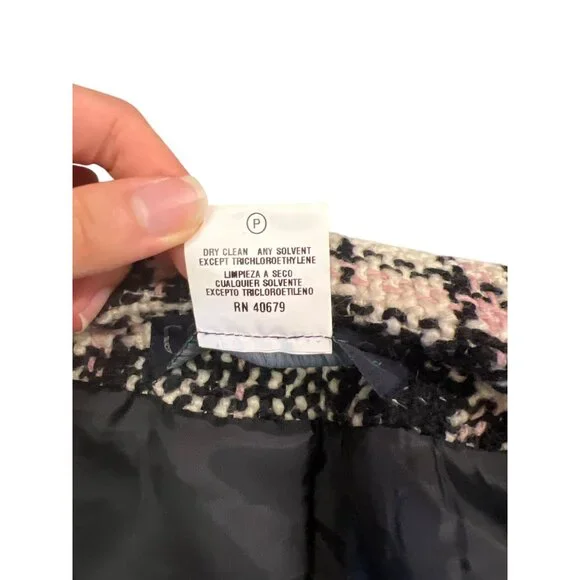 P
DRY CLEAN ANY SOLVENT
EXCEPT TRICHLOROETHYLENE
LIMPIEZA A SECO
CUALQUIER SOLVENTE
EXCEPTO TRICLOROETILENO
RN 40679